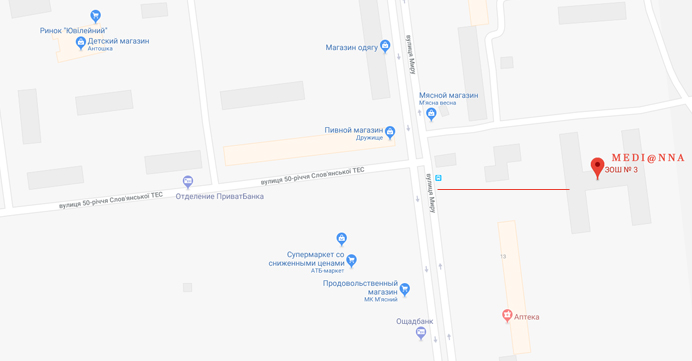 Ринок "Ювілейний"
Детский магазин
Антошка
Магазин одягу
вулиця Миру
Мясной магазин
М'ясна весна
Пивной магазин
Дружище
MEDI@NNA
ЗОШ № 3
вулиця 50-річчя Слов'янської ТЕС
вулиця Миру
Отделение ПриватБанка
вулиця 50-річчя Слов'янської ТЕС
Супермаркет со
сниженными ценами
АТБ-маркет
13
Продовольственный
магазин
МК М'ясний
Аптека
Ощадбанк